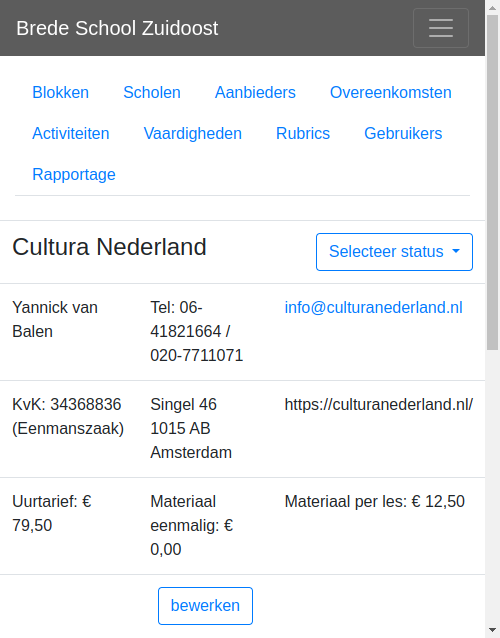 Brede School Zuidoost
Blokken Scholen Aanbieders Overeenkomsten
Activiteiten Vaardigheden Rubrics Gebruikers
Rapportage
Cultura Nederland
Selecteer status
Yannick van
Balen
Tel: 06-
41821664 /
020-7711071
info@culturanederland.nl
KvK: 34368836
(Eenmanszaak)
Singel 46
1015 AB
Amsterdam
https://culturanederland.nl/
Uurtarief: €
79,50
Materiaal
eenmalig: €
0,00
Materiaal per les: € 12,50
bewerken